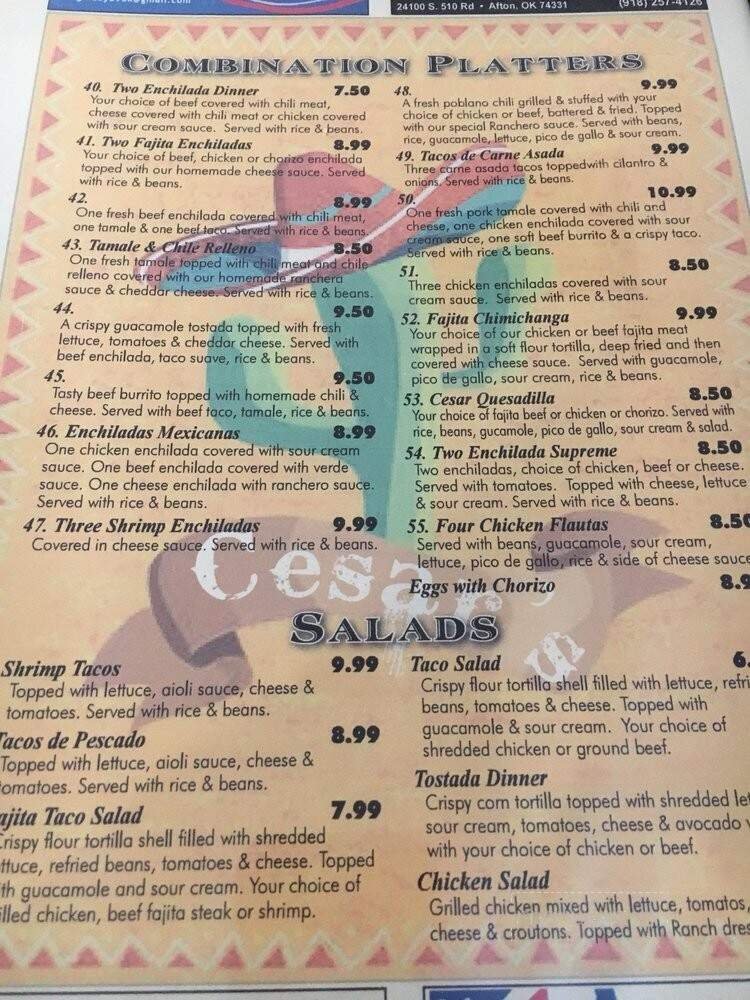 24100 S. 510 Rd • Afton, OK 74331
(918) 257-4126
COMBINATION PLATTERS
40. Two Enchilada Dinner 7.50
Your choice of beef covered with chili meat,
cheese covered with chili meat or chicken covered
with sour cream sauce. Served with rice & beans.
41. Two Fajita Enchiladas 8.99
Your choice of beef, chicken or chorizo enchilada
topped with our homemade cheese sauce. Served
with rice & beans.
42. 8.99
One fresh beef enchilada covered with chili meat,
one tamale & one beef taco. Served with rice & beans.
43. Tamale & Chile Relleno 8.50
One fresh tamale topped with chili meat and chile
relleno covered with our homemade ranchera
sauce & cheddar cheese. Served with rice & beans.
44. 9.50
A crispy guacamole tostada topped with fresh
lettuce, tomatoes & cheddar cheese. Served with
beef enchilada, taco suave, rice & beans.
45. 9.50
Tasty beef burrito topped with homemade chili &
cheese. Served with beef taco, tamale, rice & beans.
46. Enchiladas Mexicanas 8.99
One chicken enchilada covered with sour cream
sauce. One beef enchilada covered with verde
sauce. One cheese enchilada with ranchero sauce.
Served with rice & beans.
47. Three Shrimp Enchiladas 9.99
Covered in cheese sauce. Served with rice & beans.
48. 9.99
A fresh poblano chili grilled & stuffed with your
choice of chicken or beef, battered & fried. Topped
with our special Ranchero sauce. Served with beans,
rice, guacamole, lettuce, pico de gallo & sour cream.
49. Tacos de Carne Asada 9.99
Three carne asada tacos toppedwith cilantro &
onions. Served with rice & beans.
50. 10.99
One fresh pork tamale covered with chili and
cheese, one chicken enchilada covered with sour
cream sauce, one soft beef burrito & a crispy taco.
Served with rice & beans.
51. 8.50
Three chicken enchiladas covered with sour
cream sauce. Served with rice & beans.
52. Fajita Chimichanga 9.99
Your choice of our chicken or beef fajita meat
wrapped in a soft flour tortilla, deep fried and then
covered with cheese sauce. Served with guacamole,
pico de gallo, sour cream, rice & beans.
53. Cesar Quesadilla 8.50
Your choice of fajita beef or chicken or chorizo. Served with
rice, beans, gucamole, pico de gallo, sour cream & salad.
54. Two Enchilada Supreme 8.50
Two enchiladas, choice of chicken, beef or cheese.
Served with tomatoes. Topped with cheese, lettuce
& sour cream. Served with rice & beans.
55. Four Chicken Flautas 8.50
Served with beans, guacamole, sour cream,
lettuce, pico de gallo, rice & side of cheese sauce
Eggs with Chorizo 8.9
Cesar's
SALADS
Shrimp Tacos 9.99
Topped with lettuce, aioli sauce, cheese &
tomatoes. Served with rice & beans.
Tacos de Pescado 8.99
Topped with lettuce, aioli sauce, cheese &
tomatoes. Served with rice & beans.
ajita Taco Salad 7.99
Crispy flour tortilla shell filled with shredded
ttuce, refried beans, tomatoes & cheese. Topped
th guacamole and sour cream. Your choice of
illed chicken, beef fajita steak or shrimp.
Taco Salad 6.
Crispy flour tortilla shell filled with lettuce, refri
beans, tomatoes & cheese. Topped with
guacamole & sour cream. Your choice of
shredded chicken or ground beef.
Tostada Dinner
Crispy corn tortilla topped with shredded let
sour cream, tomatoes, cheese & avocado
with your choice of chicken or beef.
Chicken Salad
Grilled chicken mixed with lettuce, tomatos,
cheese & croutons. Topped with Ranch dres